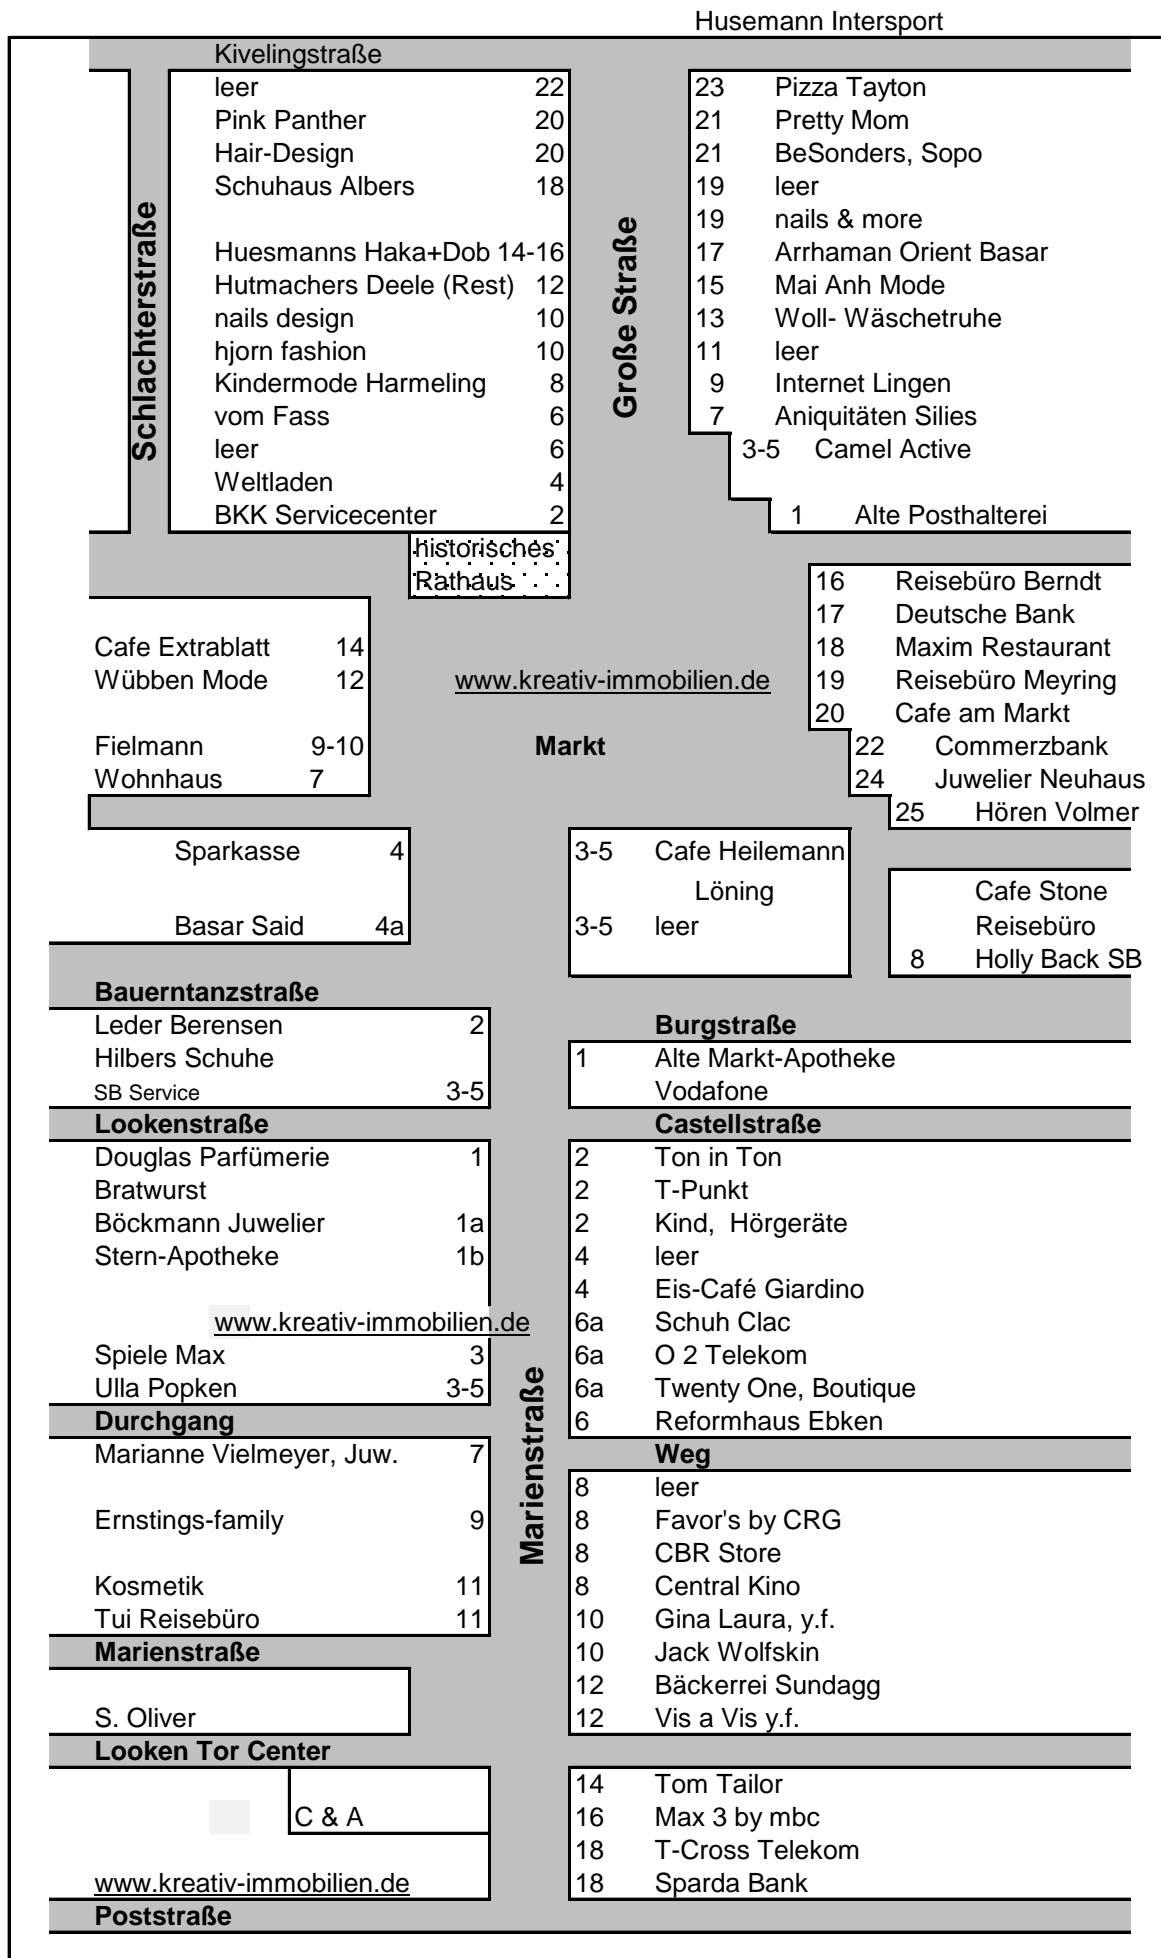 Husemann Intersport
Kivelingstraße
leer 22
Pink Panther 20
Hair-Design 20
Schuhaus Albers 18
Huesmanns Haka+Dob 14-16
Hutmachers Deele (Rest) 12
nails design 10
hjorn fashion 10
Kindermode Harmeling 8
vom Fass 6
leer 6
Weltladen 4
BKK Servicecenter 2
Schlachterstraße
Große Straße
23 Pizza Tayton
21 Pretty Mom
21 BeSonders, Sopo
19 leer
19 nails & more
17 Arrhaman Orient Basar
15 Mai Anh Mode
13 Woll- Wäschetruhe
11 leer
9 Internet Lingen
7 Aniquitäten Silies
3-5 Camel Active
1 Alte Posthalterei
historisches
Rathaus
Cafe Extrablatt 14
Wübben Mode 12
Fielmann 9-10
Wohnhaus 7
www.kreativ-immobilien.de
Markt
16 Reisebüro Berndt
17 Deutsche Bank
18 Maxim Restaurant
19 Reisebüro Meyring
20 Cafe am Markt
22 Commerzbank
24 Juwelier Neuhaus
25 Hören Volmer
Sparkasse 4
Basar Said 4a
3-5 Cafe Heilemann
Löning
3-5 leer
Cafe Stone
Reisebüro
8 Holly Back SB
Bauerntanzstraße
Leder Berensen 2
Hilbers Schuhe
SB Service 3-5
Burgstraße
1 Alte Markt-Apotheke
Vodafone
Lookenstraße
Douglas Parfümerie 1
Bratwurst
Böckmann Juwelier 1a
Stern-Apotheke 1b
www.kreativ-immobilien.de
Spiele Max 3
Ulla Popken 3-5
Castellstraße
2 Ton in Ton
2 T-Punkt
2 Kind, Hörgeräte
4 leer
4 Eis-Café Giardino
6a Schuh Clac
6a O 2 Telekom
6a Twenty One, Boutique
6 Reformhaus Ebken
Marienstraße
Durchgang
Marianne Vielmeyer, Juw. 7
Ernstings-family 9
Kosmetik 11
Tui Reisebüro 11
Weg
8 leer
8 Favor's by CRG
8 CBR Store
8 Central Kino
10 Gina Laura, y.f.
10 Jack Wolfskin
12 Bäckerrei Sundagg
12 Vis a Vis y.f.
Marienstraße
S. Oliver
Looken Tor Center
C & A
www.kreativ-immobilien.de
14 Tom Tailor
16 Max 3 by mbc
18 T-Cross Telekom
18 Sparda Bank
Poststraße